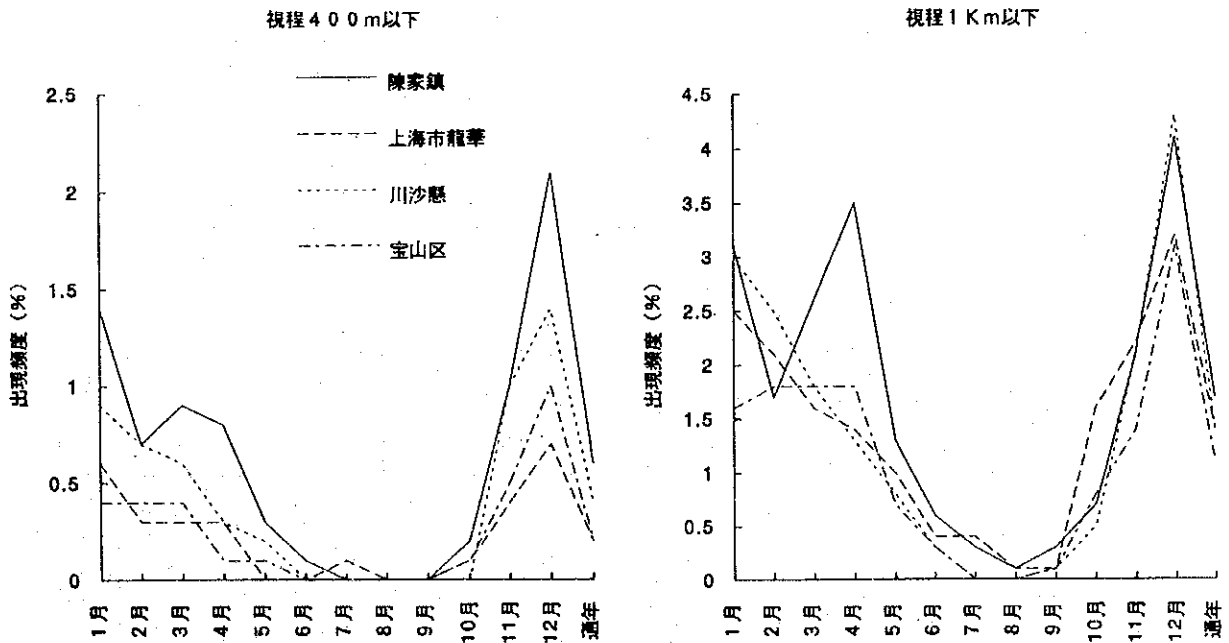 視程４００ｍ以下
2.5
2
1.5
1
0.5
0
出現頻度（％）
陳家鎮
上海市龍華
川沙懸
宝山区
1月
2月
3月
4月
5月
6月
7月
8月
9月
10月
11月
12月
通年
視程１Ｋｍ以下
4.5
4
3.5
3
2.5
2
1.5
1
0.5
0
出現頻度（％）
1月
2月
3月
4月
5月
6月
7月
8月
9月
10月
11月
12月
通年